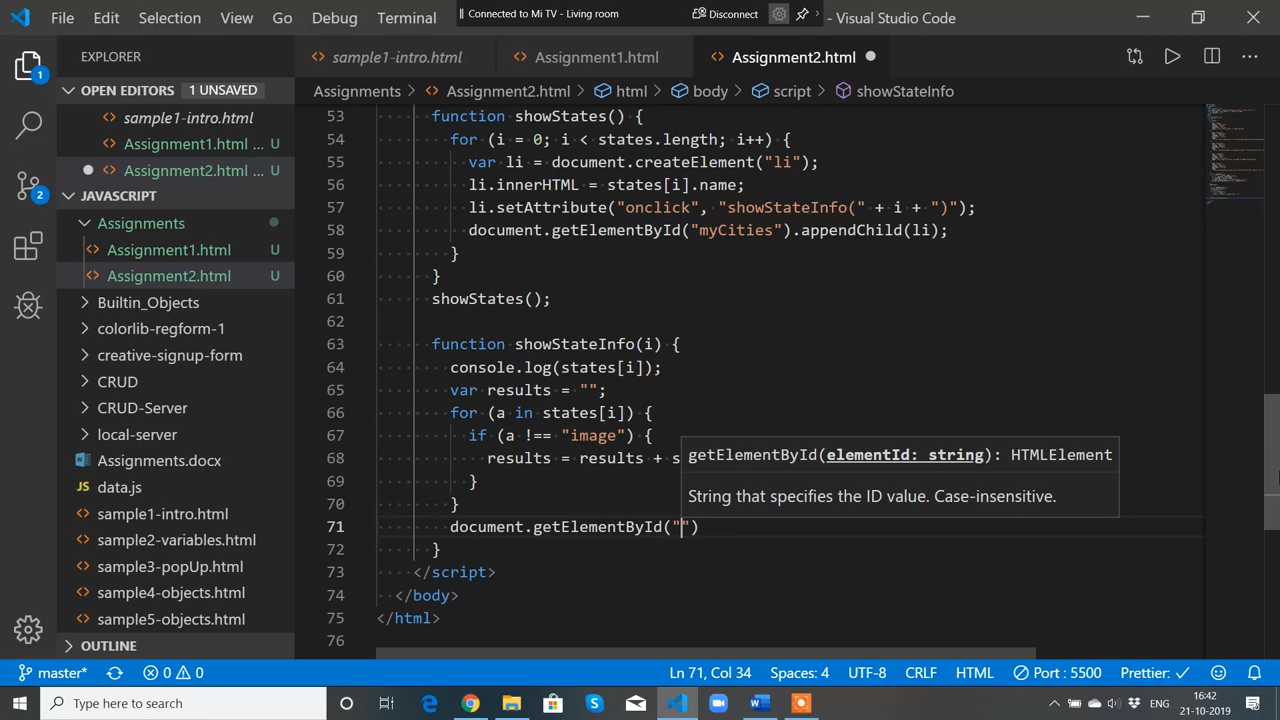 File Edit Selection View Go Debug Terminal
Connected to Mi TV - Living room
Disconnect
- Visual Studio Code
EXPLORER
sample1-intro.html
Assignment1.html
Assignment2.html
1
OPEN EDITORS 1 UNSAVED
Assignments Assignment2.html html body script showStateInfo
sample1-intro.html
Assignment1.html ... U
Assignment2.html ... U
2
JAVASCRIPT
Assignments
Assignment1.html U
Assignment2.html U
Builtin_Objects
colorlib-regform-1
creative-signup-form
CRUD
CRUD-Server
local-server
Assignments.docx
data.js
sample1-intro.html
sample2-variables.html
sample3-popUp.html
sample4-objects.html
sample5-objects.html
OUTLINE
53 function showStates() {
54 for (i = 0; i < states.length; i++) {
55 var li = document.createElement("li");
56 li.innerHTML = states[i].name;
57 li.setAttribute("onclick", "showStateInfo(" + i + ")");
58 document.getElementById("myCities").appendChild(li);
59 }
60 }
61 showStates();
62
63 function showStateInfo(i) {
64 console.log(states[i]);
65 var results = "";
66 for (a in states[i]) {
67 if (a !== "image") {
68 results = results + s
69 }
70 }
71 document.getElementById("")
72 }
73 </script>
74 </body>
75 </html>
76
getElementById(elementId: string): HTMLElement
String that specifies the ID value. Case-insensitive.
master* 0 0 Ln 71, Col 34 Spaces: 4 UTF-8 CRLF HTML Port : 5500 Prettier: ✓
Type here to search
ENG
16:42
21-10-2019